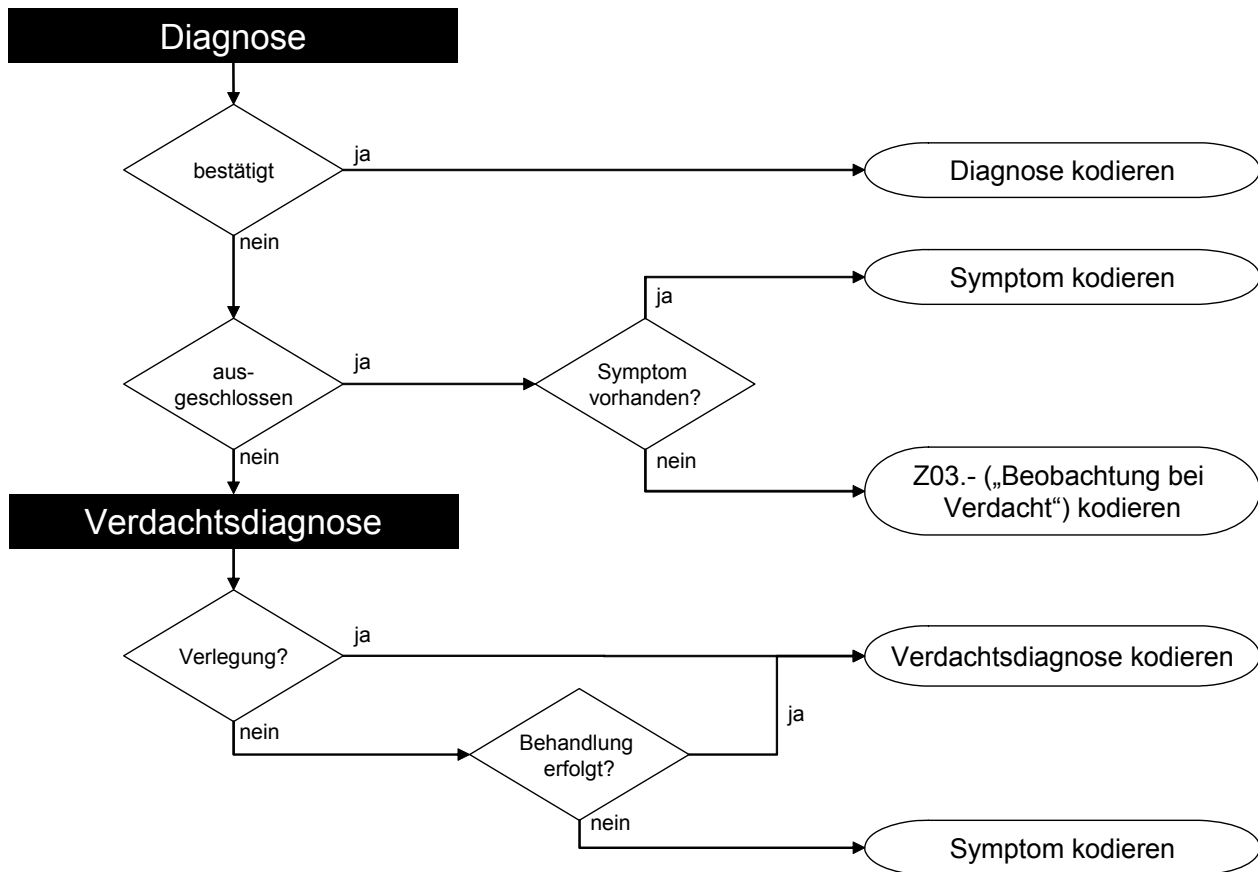 Diagnose
bestätigt
ja
Diagnose kodieren
nein
Symptom kodieren
ja
aus-
geschlossen
ja
Symptom
vorhanden?
nein
nein
Z03.- („Beobachtung bei
Verdacht“) kodieren
Verdachtsdiagnose
Verlegung?
ja
Verdachtsdiagnose kodieren
nein
Behandlung
erfolgt?
ja
nein
Symptom kodieren